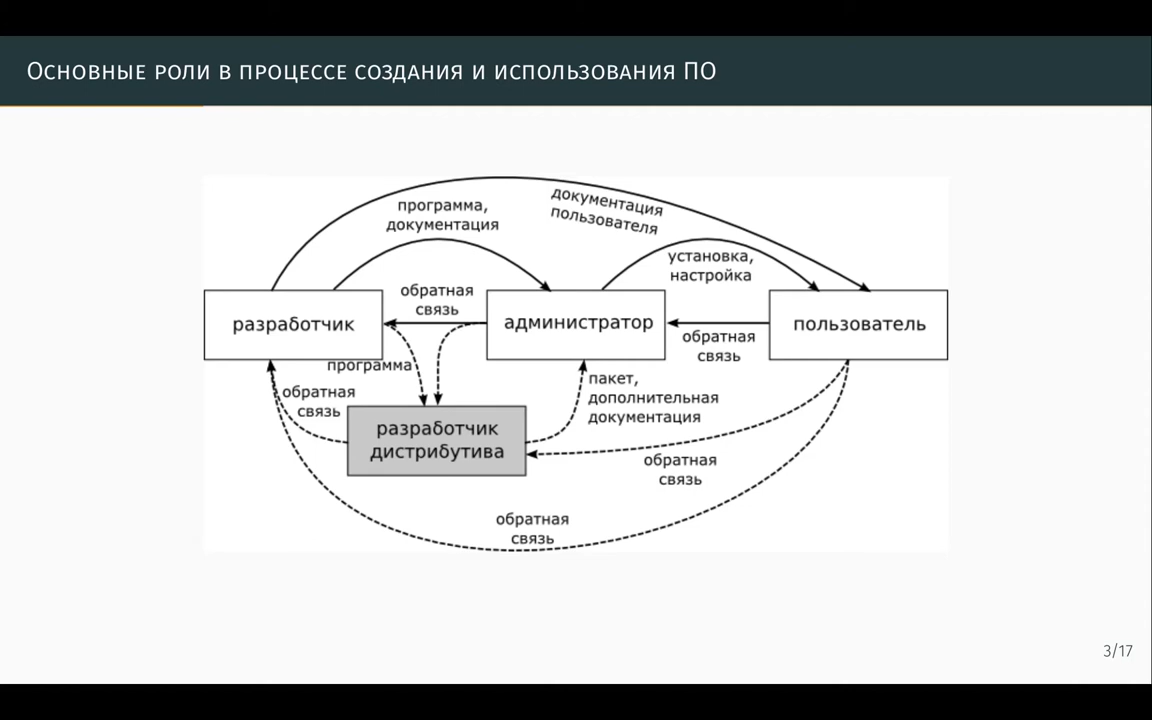 Основные роли в процессе создания и использования ПО
документация
пользователя
программа,
документация
установка,
настройка
обратная
связь
разработчик
администратор
пользователь
обратная
связь
программа
пакет,
дополнительная
документация
обратная
связь
разработчик
дистрибутива
обратная
связь
обратная
связь
3/17